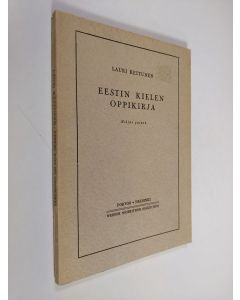 LAURI KETTUNEN
EESTIN KIELEN
OPPIKIRJA
PORVOO • HELSINKI
WERNER SÖDERSTRÖM OSAKEYHTIÖ